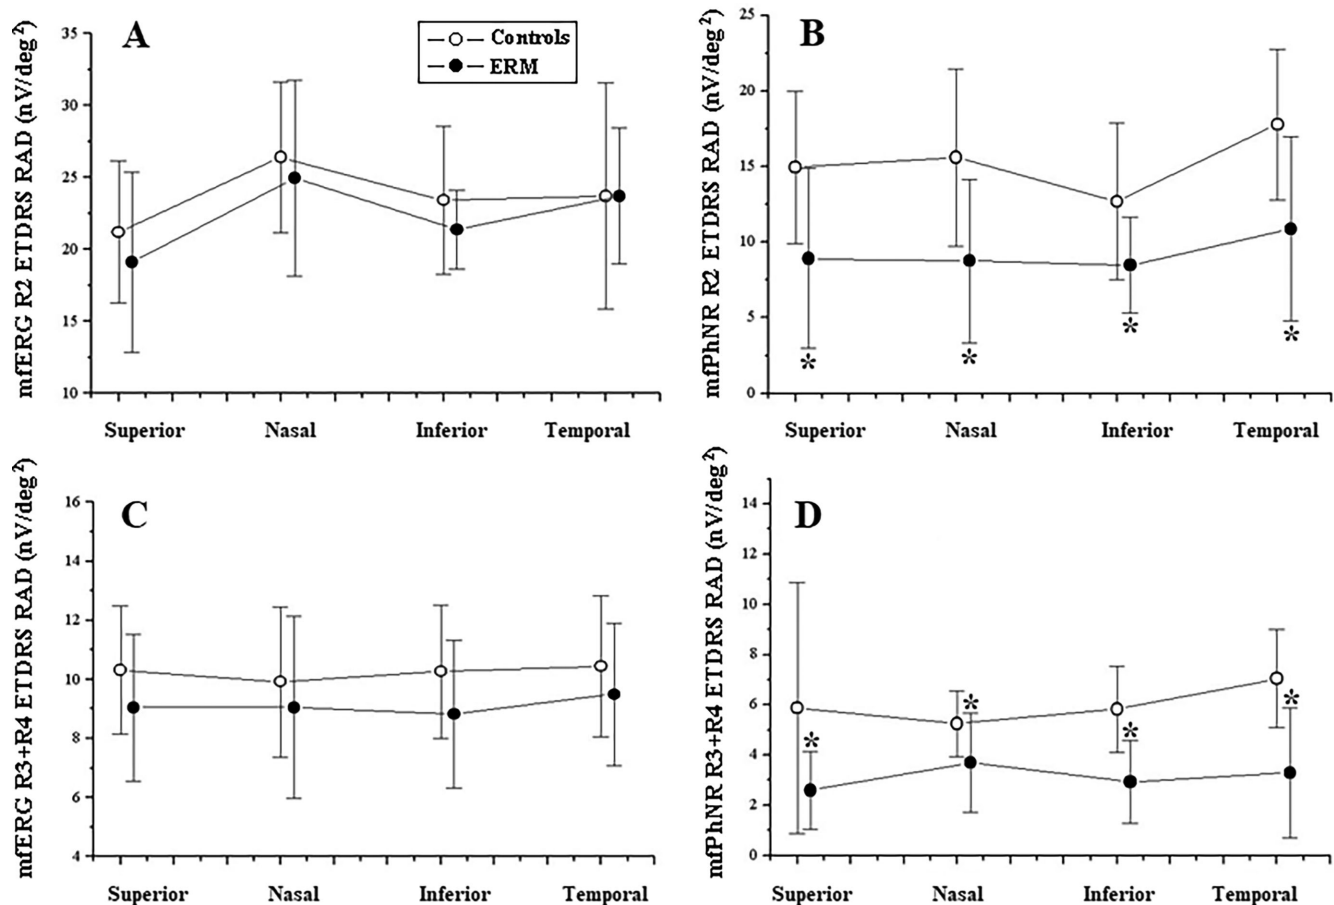 A
Controls
ERM
mfERG R2 ETDRS RAD (nV/deg²)
35
30
25
20
15
10
Superior Nasal Inferior Temporal
B
mfPhNR R2 ETDRS RAD (nV/deg²)
25
20
15
10
5
0
* * * *
Superior Nasal Inferior Temporal
C
mfERG R3+R4 ETDRS RAD (nV/deg²)
16
14
12
10
8
6
4
Superior Nasal Inferior Temporal
D
mfPhNR R3+R4 ETDRS RAD (nV/deg²)
14
12
10
8
6
4
2
0
* * * *
Superior Nasal Inferior Temporal